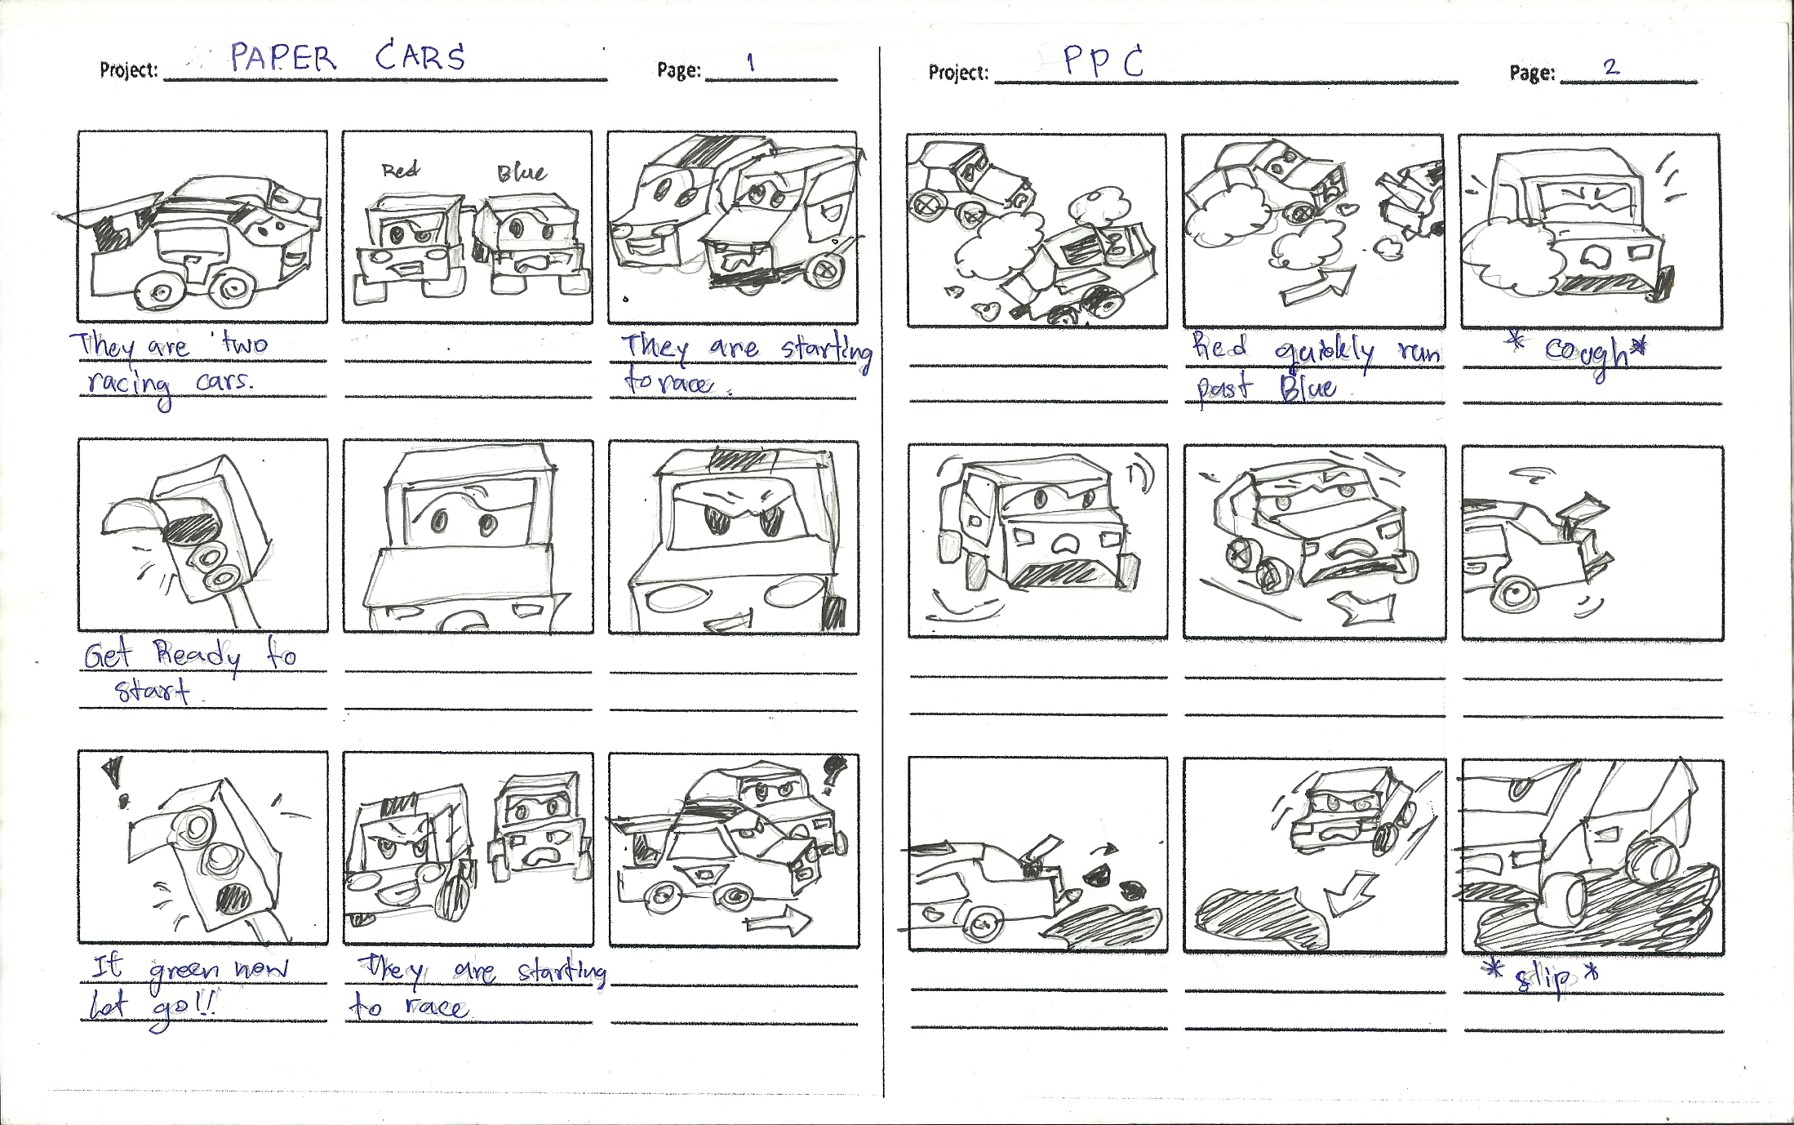 Project: PAPER CARS
Page: 1
Red
Blue
They are two
racing cars.
They are starting
to race.
Get Ready to
start.
It green now
Let go!!
They are starting
to race
Project: PPC
Page: 2
Red quickly run
past Blue
* cough*
* slip *